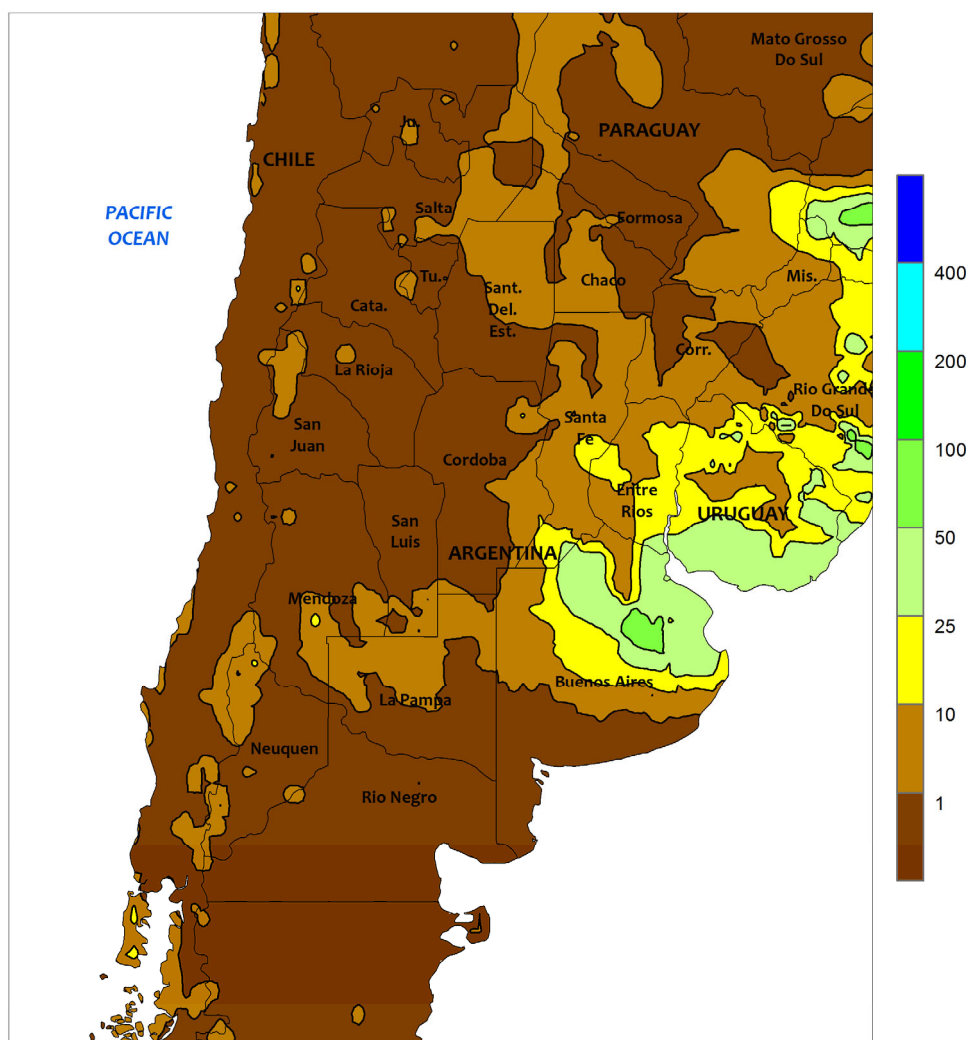 Mato Grosso
Do Sul
Ju.
PARAGUAY
CHILE
PACIFIC
OCEAN
Salta
Formosa
400
Tu.
Chaco
Mis.
Cata.
Sant.
Del.
Est.
200
La Rioja
Corr.
Rio Grande
Do Sul
San
Juan
Santa
Fe
100
Cordoba
Entre
Rios
URUGUAY
San
Luis
50
ARGENTINA
Mendoza
25
Buenos Aires
La Pampa
10
Neuquen
Rio Negro
1